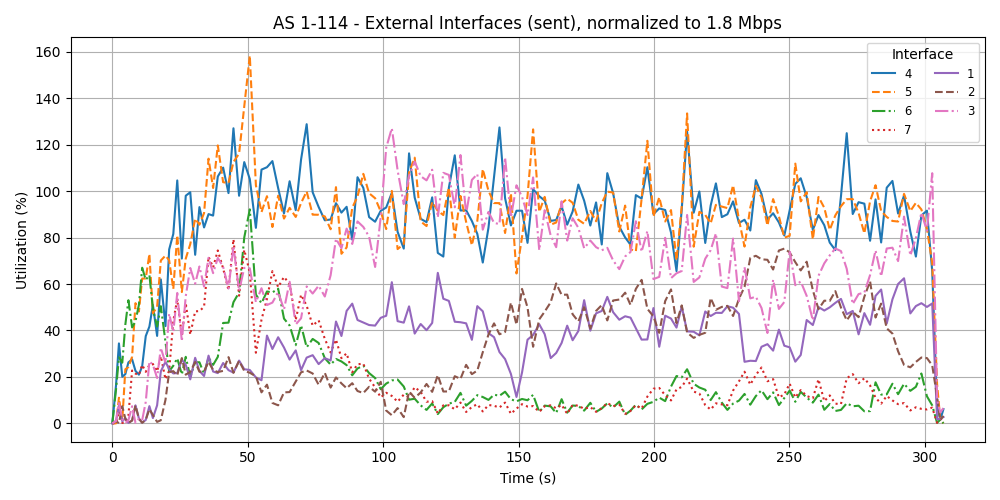 AS 1-114 - External Interfaces (sent), normalized to 1.8 Mbps
Utilization (%)
160
140
120
100
80
60
40
20
0
0 50 100 150 200 250 300
Time (s)
Interface
4 1
5 2
6 3
7